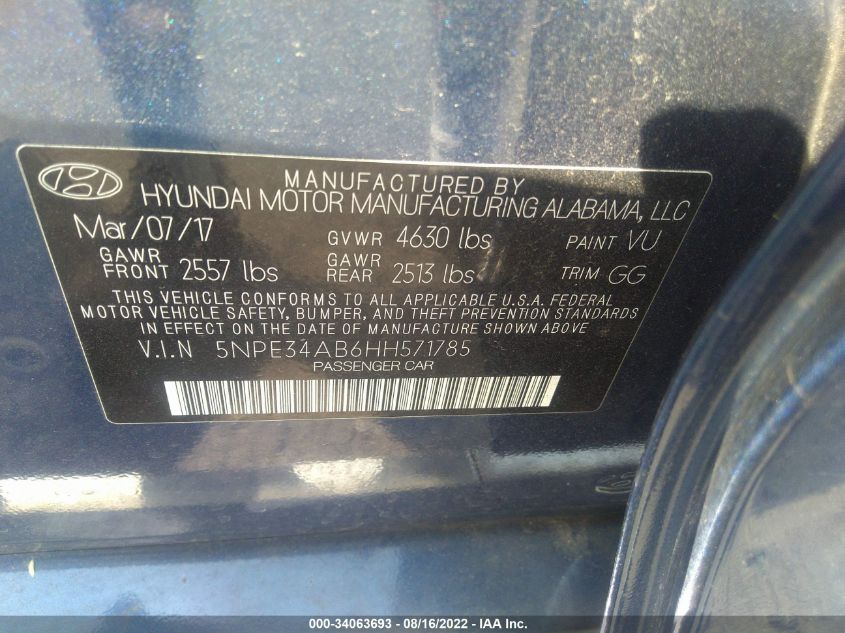 MANUFACTURED BY
HYUNDAI MOTOR MANUFACTURING ALABAMA, LLC
Mar/07/17 GVWR 4630 lbs PAINT VU
GAWR FRONT 2557 lbs GAWR REAR 2513 lbs TRIM GG
THIS VEHICLE CONFORMS TO ALL APPLICABLE U.S.A. FEDERAL
MOTOR VEHICLE SAFETY, BUMPER, AND THEFT PREVENTION STANDARDS
IN EFFECT ON THE DATE OF MANUFACTURE SHOWN ABOVE
V.I.N 5NPE34AB6HH571785
PASSENGER CAR
000-34063693 - 08/16/2022 - IAA Inc.